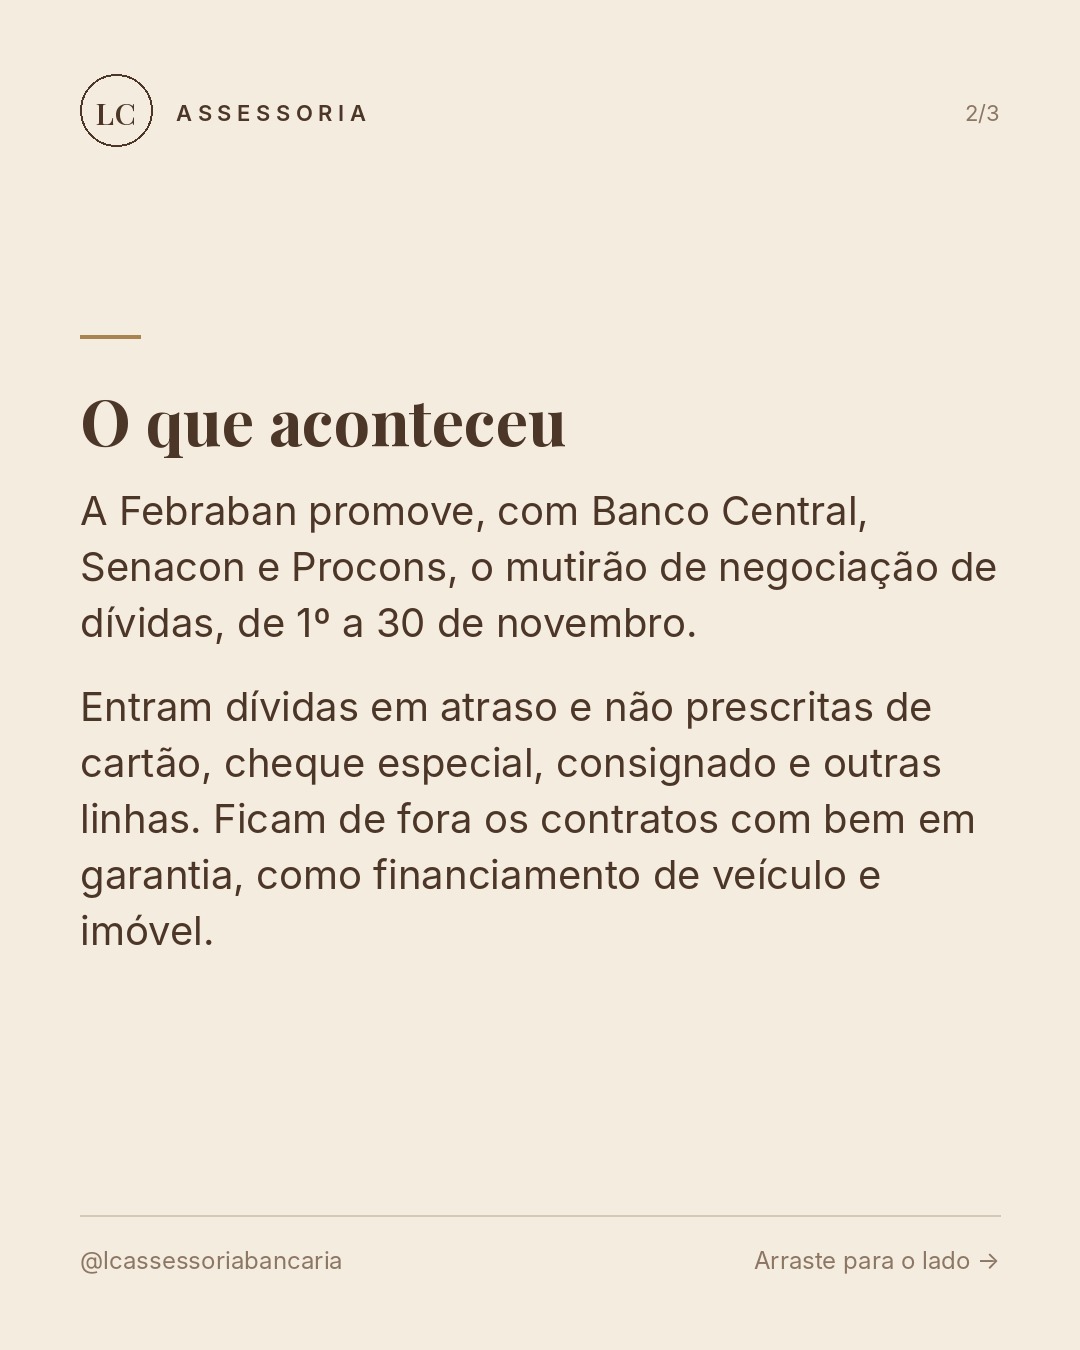 LC ASSESSORIA
2/3
O que aconteceu
A Febraban promove, com Banco Central,
Senacon e Procons, o mutirão de negociação de
dívidas, de 1º a 30 de novembro.
Entram dívidas em atraso e não prescritas de
cartão, cheque especial, consignado e outras
linhas. Ficam de fora os contratos com bem em
garantia, como financiamento de veículo e
imóvel.
@lcassessoriabancaria
Arraste para o lado →